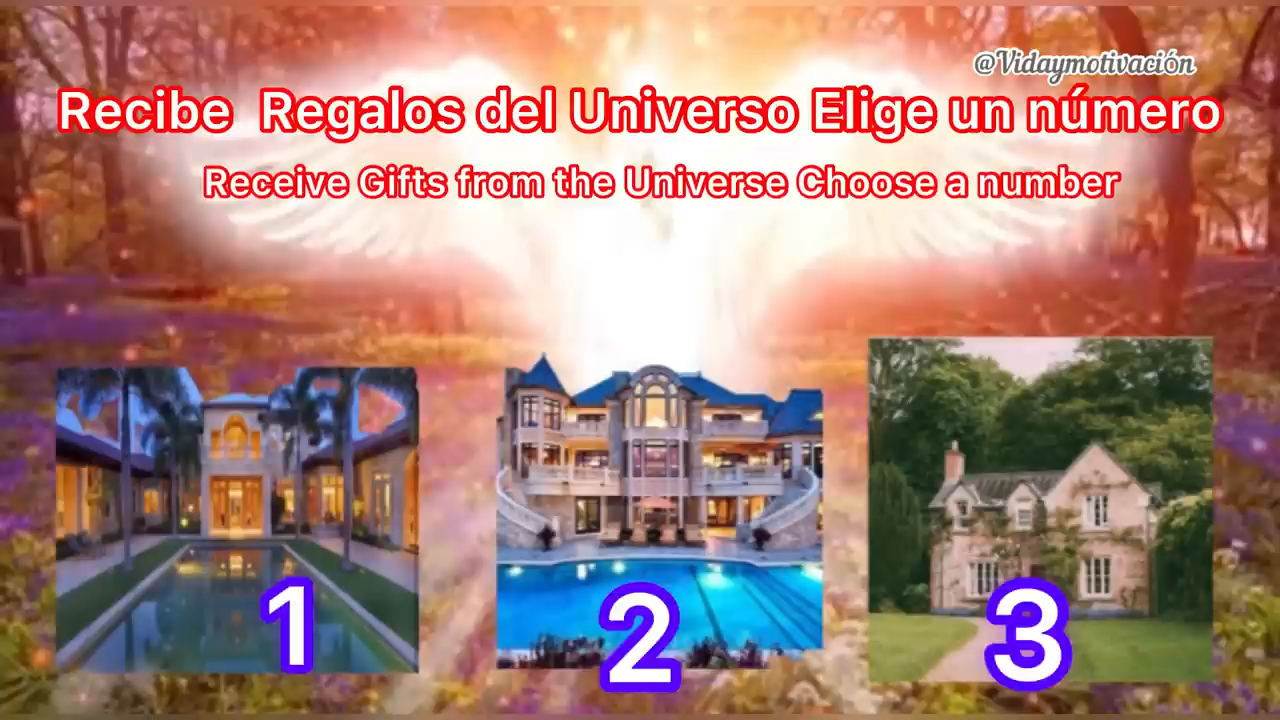 @Vidaymotivación
Recibe Regalos del Universo Elige un número
Receive Gifts from the Universe Choose a number
1
2
3